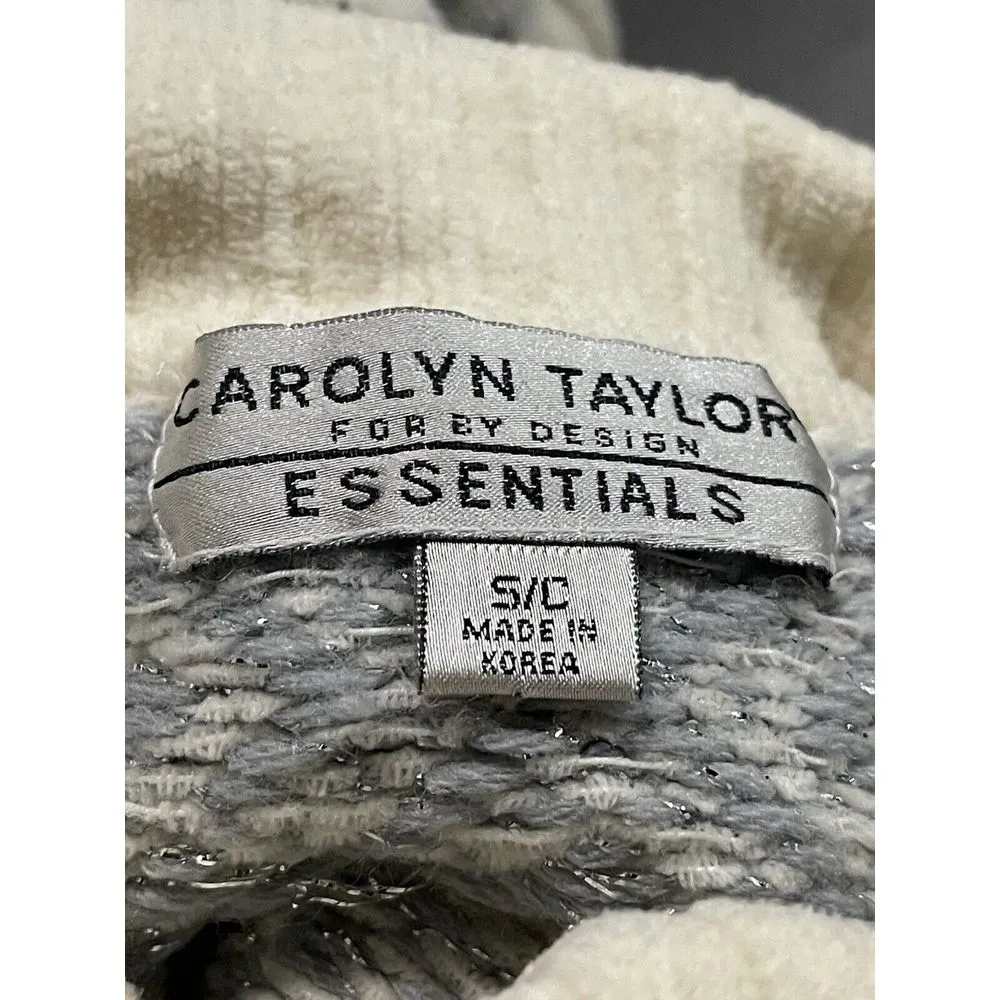 CAROLYN TAYLOR
FOR BY DESIGN
ESSENTIALS
S/C
MADE IN
KOREA